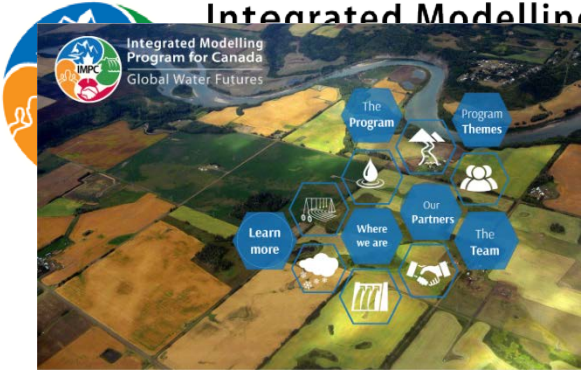 Integrated Modelling
Integrated Modelling
Program for Canada
Global Water Futures
IMPC
The
Program
Program
Themes
Our
Partners
Learn
more
Where
we are
The
Team